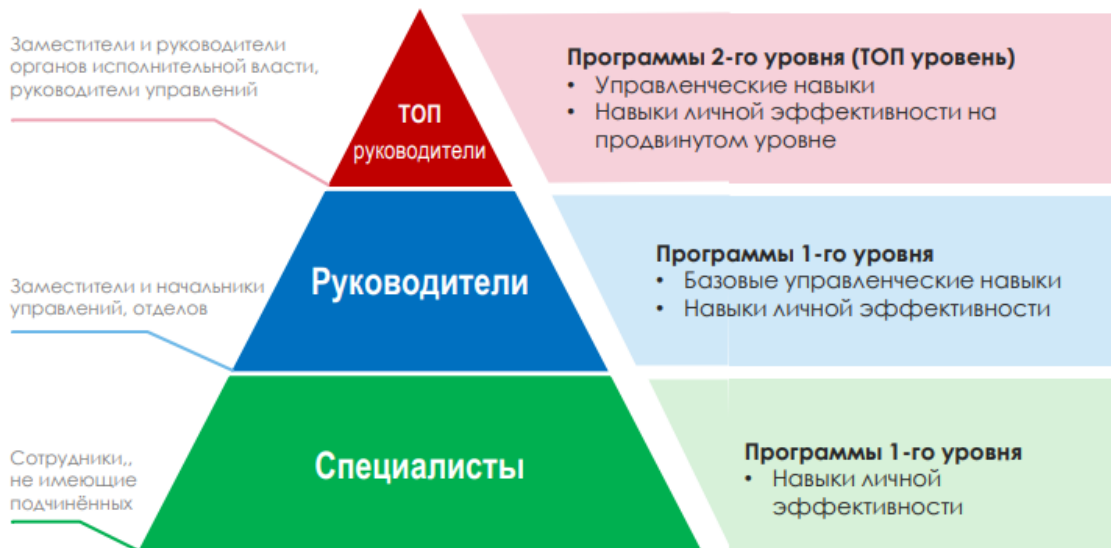 Заместители и руководители
органов исполнительной власти,
руководители управлений
ТОП
руководители
Программы 2-го уровня (ТОП уровень)
• Управленческие навыки
• Навыки личной эффективности на
продвинутом уровне
Заместители и начальники
управлений, отделов
Руководители
Программы 1-го уровня
• Базовые управленческие навыки
• Навыки личной эффективности
Сотрудники,,
не имеющие
подчинённых
Специалисты
Программы 1-го уровня
• Навыки личной
эффективности